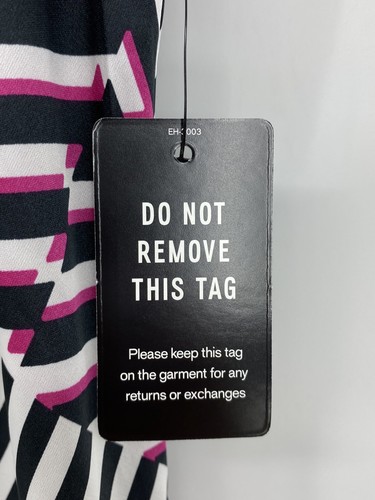 DO NOT
REMOVE
THIS TAG
Please keep this tag
on the garment for any
returns or exchanges